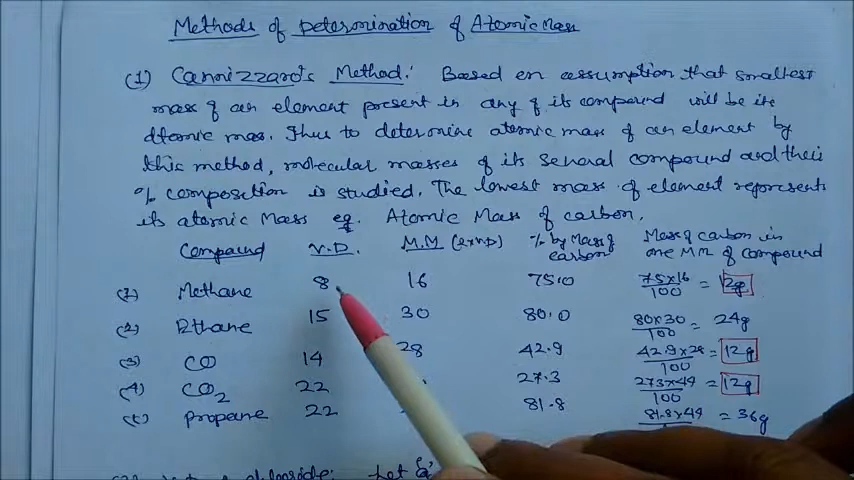 Methods of Determination of Atomic Mass
(1) Cannizzaro's Method: Based on assumption that smallest
mass of an element present in any of its compound will be its
atomic mass. Thus to determine atomic mass of an element by
this method, molecular masses of its several compound and their
% composition is studied. The lowest mass of element represents
its atomic Mass eg. Atomic Mass of carbon.
Compound V.D. M.M (2xVD) % by Mass of carbon Mass of carbon in one MM of compound
(1) Methane 8 16 75.0 75x16/100 = 12g
(2) Ethane 15 30 80.0 80x30/100 = 24g
(3) CO 14 28 42.9 42.9x28/100 = 12g
(4) CO2 22 27.3 273x44/100 = 12g
(5) Propane 22 81.8 81.8x44 = 36g
chloride: Let